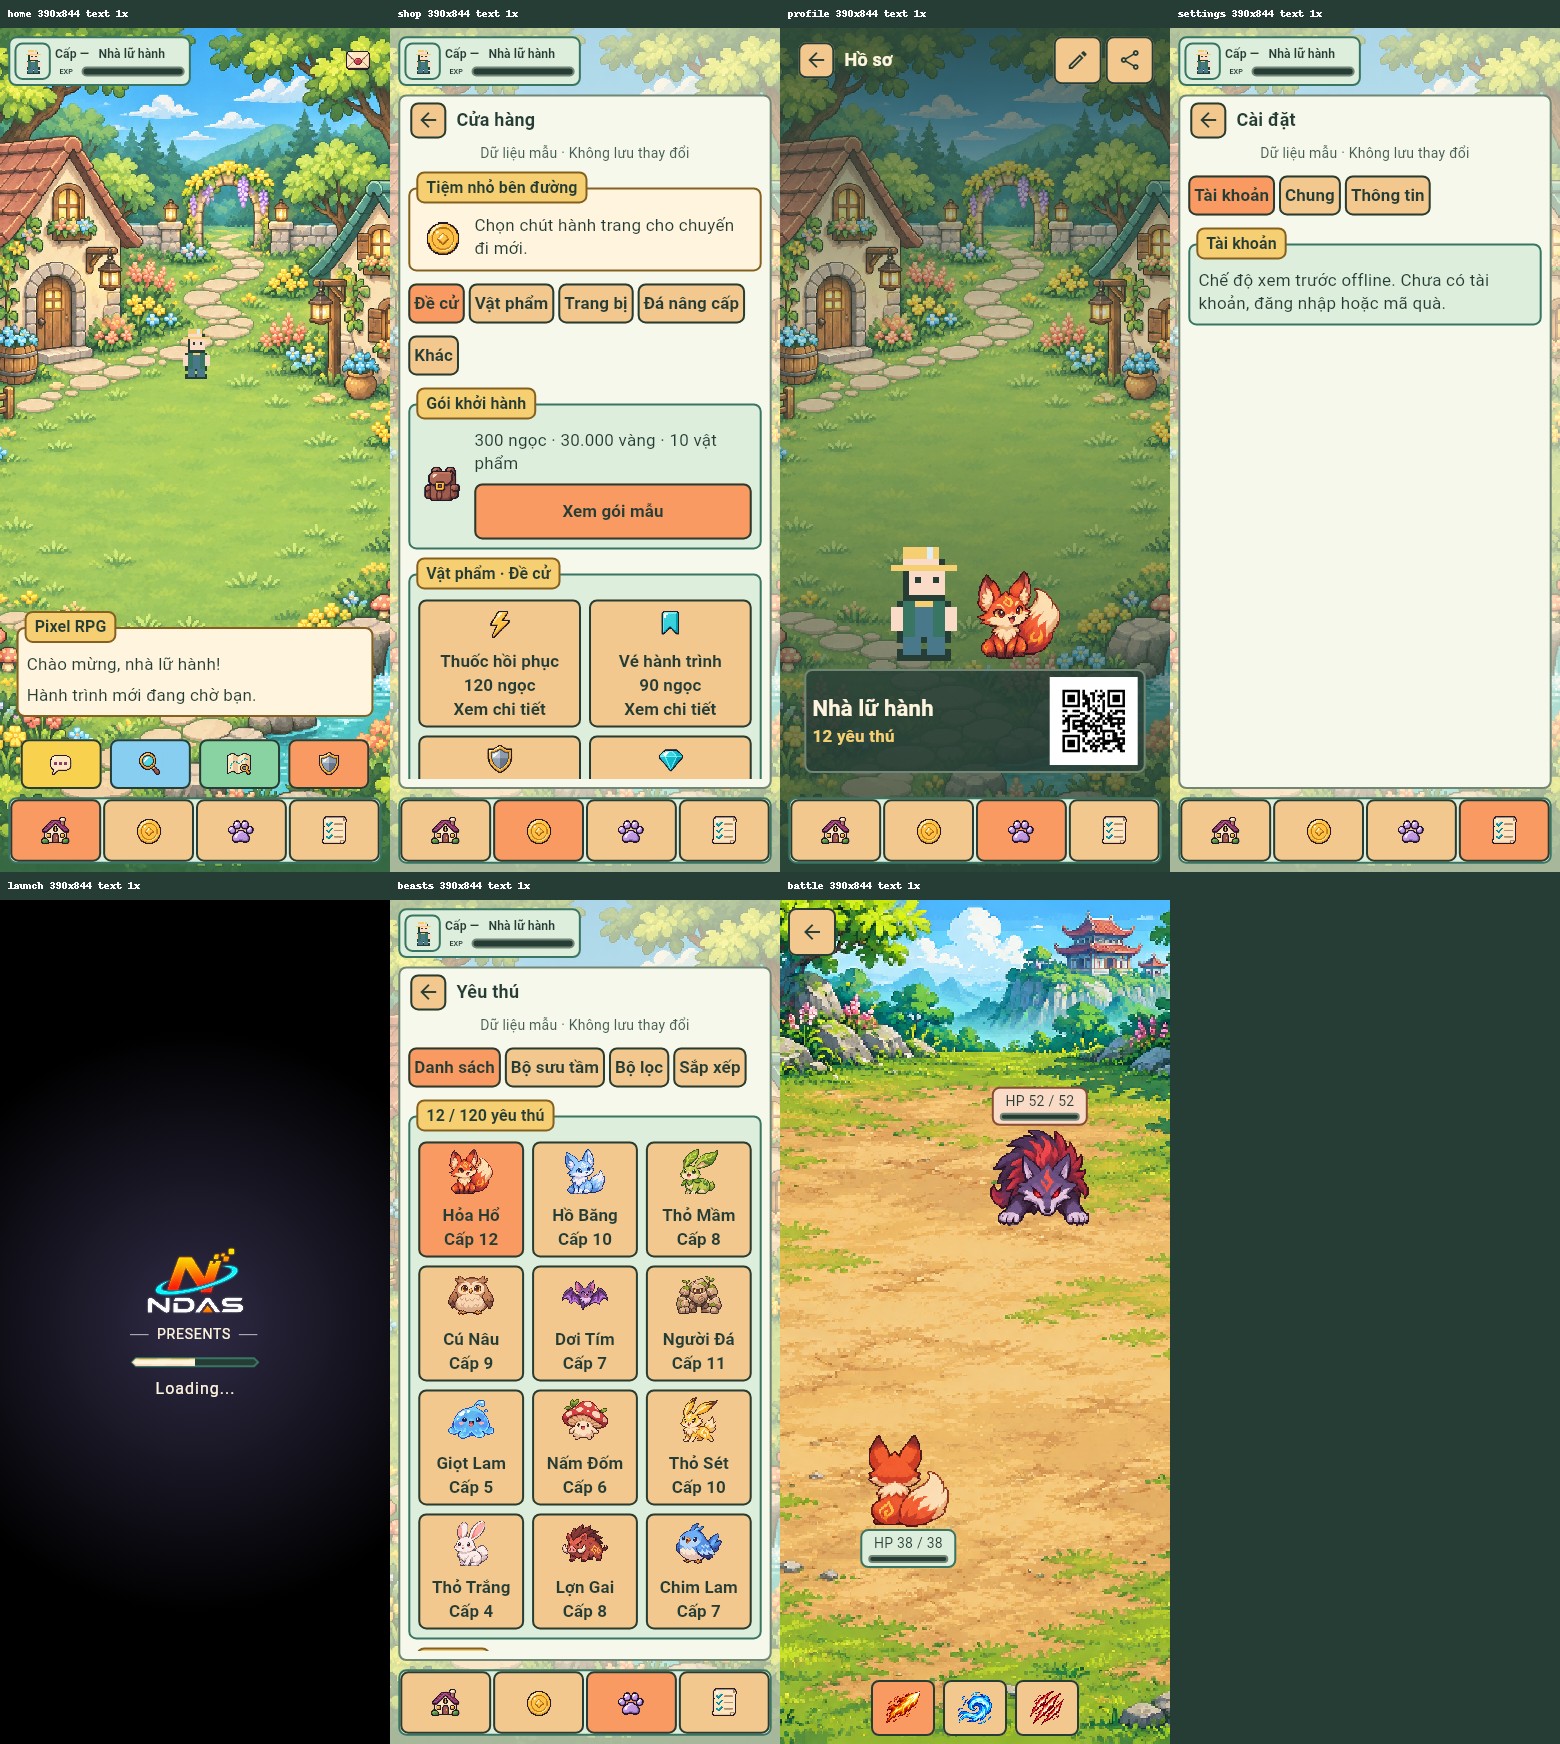 home 390x844 text 1x
Cấp — Nhà lữ hành
EXP
Pixel RPG
Chào mừng, nhà lữ hành!
Hành trình mới đang chờ bạn.
shop 390x844 text 1x
Cấp — Nhà lữ hành
EXP
Cửa hàng
Dữ liệu mẫu · Không lưu thay đổi
Tiệm nhỏ bên đường
Chọn chút hành trang cho chuyến
đi mới.
Đề cử
Vật phẩm
Trang bị
Đá nâng cấp
Khác
Gói khởi hành
300 ngọc · 30.000 vàng · 10 vật
phẩm
Xem gói mẫu
Vật phẩm · Đề cử
Thuốc hồi phục
120 ngọc
Xem chi tiết
Vé hành trình
90 ngọc
Xem chi tiết
profile 390x844 text 1x
Hồ sơ
Nhà lữ hành
12 yêu thú
settings 390x844 text 1x
Cấp — Nhà lữ hành
EXP
Cài đặt
Dữ liệu mẫu · Không lưu thay đổi
Tài khoản
Chung
Thông tin
Tài khoản
Chế độ xem trước offline. Chưa có tài
khoản, đăng nhập hoặc mã quà.
launch 390x844 text 1x
NDAS
PRESENTS
Loading...
beasts 390x844 text 1x
Cấp — Nhà lữ hành
EXP
Yêu thú
Dữ liệu mẫu · Không lưu thay đổi
Danh sách
Bộ sưu tầm
Bộ lọc
Sắp xếp
12 / 120 yêu thú
Hỏa Hồ
Cấp 12
Hồ Băng
Cấp 10
Thỏ Mầm
Cấp 8
Cú Nâu
Cấp 9
Dơi Tím
Cấp 7
Người Đá
Cấp 11
Giọt Lam
Cấp 5
Nấm Đốm
Cấp 6
Thỏ Sét
Cấp 10
Thỏ Trắng
Cấp 4
Lợn Gai
Cấp 8
Chim Lam
Cấp 7
battle 390x844 text 1x
HP 52 / 52
HP 38 / 38